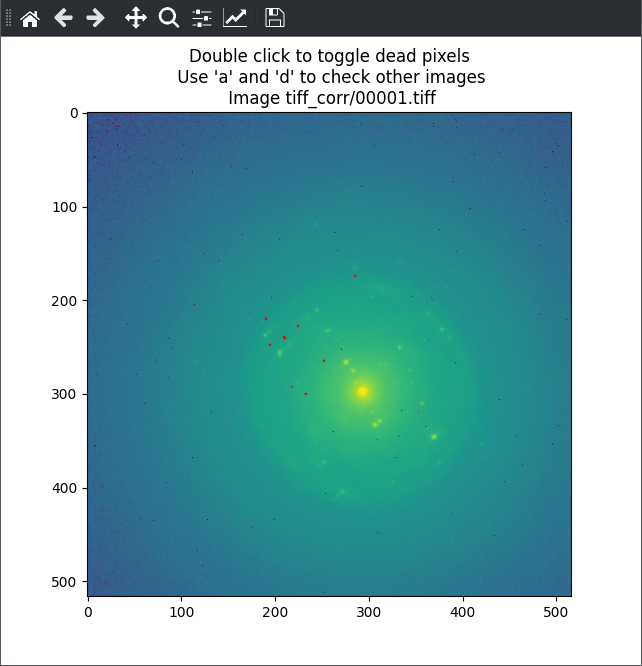 Double click to toggle dead pixels
Use 'a' and 'd' to check other images
Image tiff_corr/00001.tiff
0
100
200
300
400
500
0 100 200 300 400 500